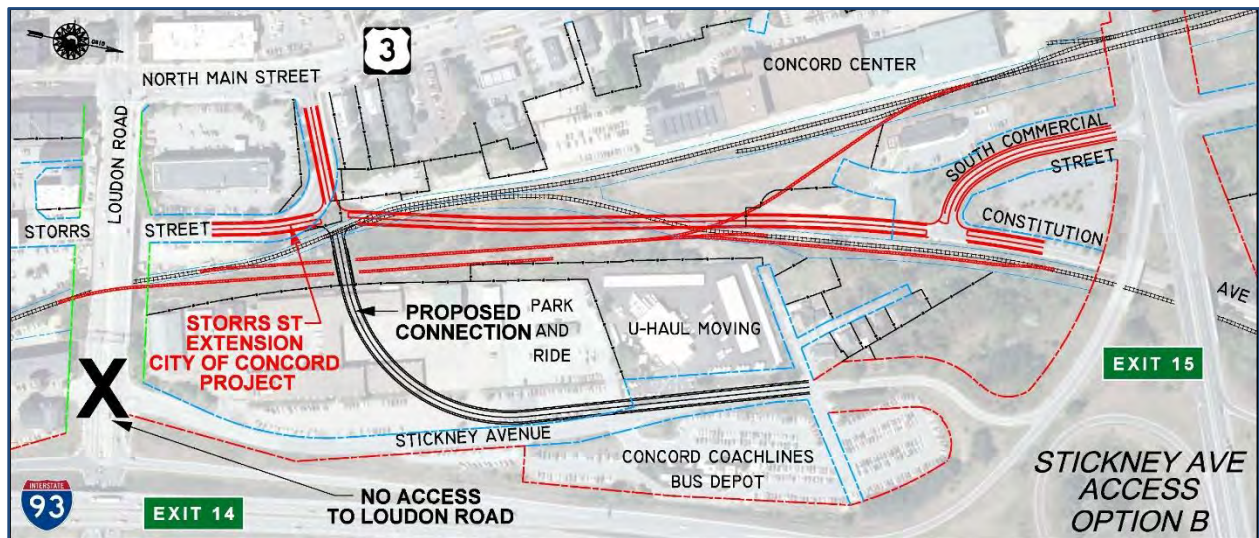 3
NORTH MAIN STREET
CONCORD CENTER
LOUDON ROAD
SOUTH COMMERCIAL
STREET
STORRS
STREET
CONSTITUTION
AVE
STORRS ST
EXTENSION
CITY OF CONCORD
PROJECT
PROPOSED
CONNECTION
PARK
AND
RIDE
U-HAUL MOVING
EXIT 15
X
STICKNEY AVENUE
CONCORD COACHLINES
BUS DEPOT
NO ACCESS
TO LOUDON ROAD
INTERSTATE
93
EXIT 14
STICKNEY AVE
ACCESS
OPTION B